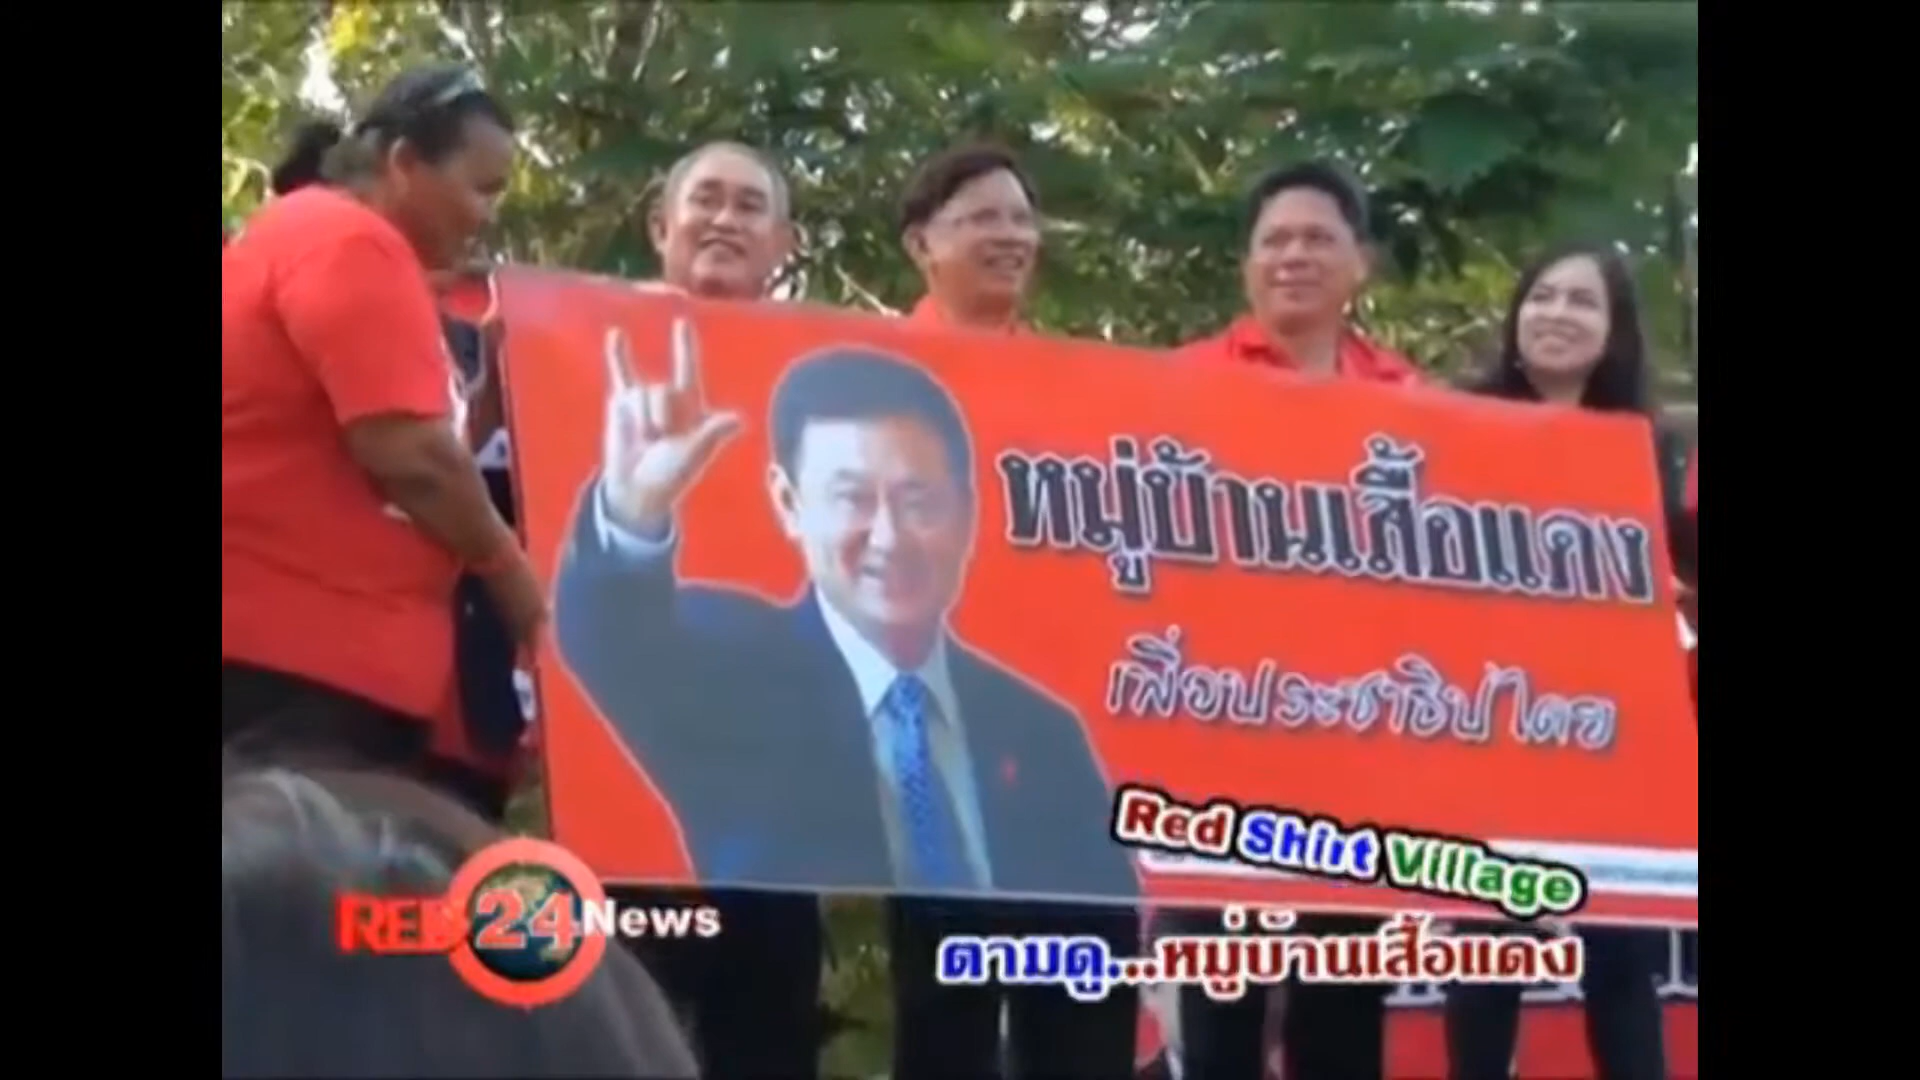 หมู่บ้านเสื้อแดง
เพื่อประชาธิปไตย
Red Shirt Village
RED 24 News
ตามดู...หมู่บ้านเสื้อแดง